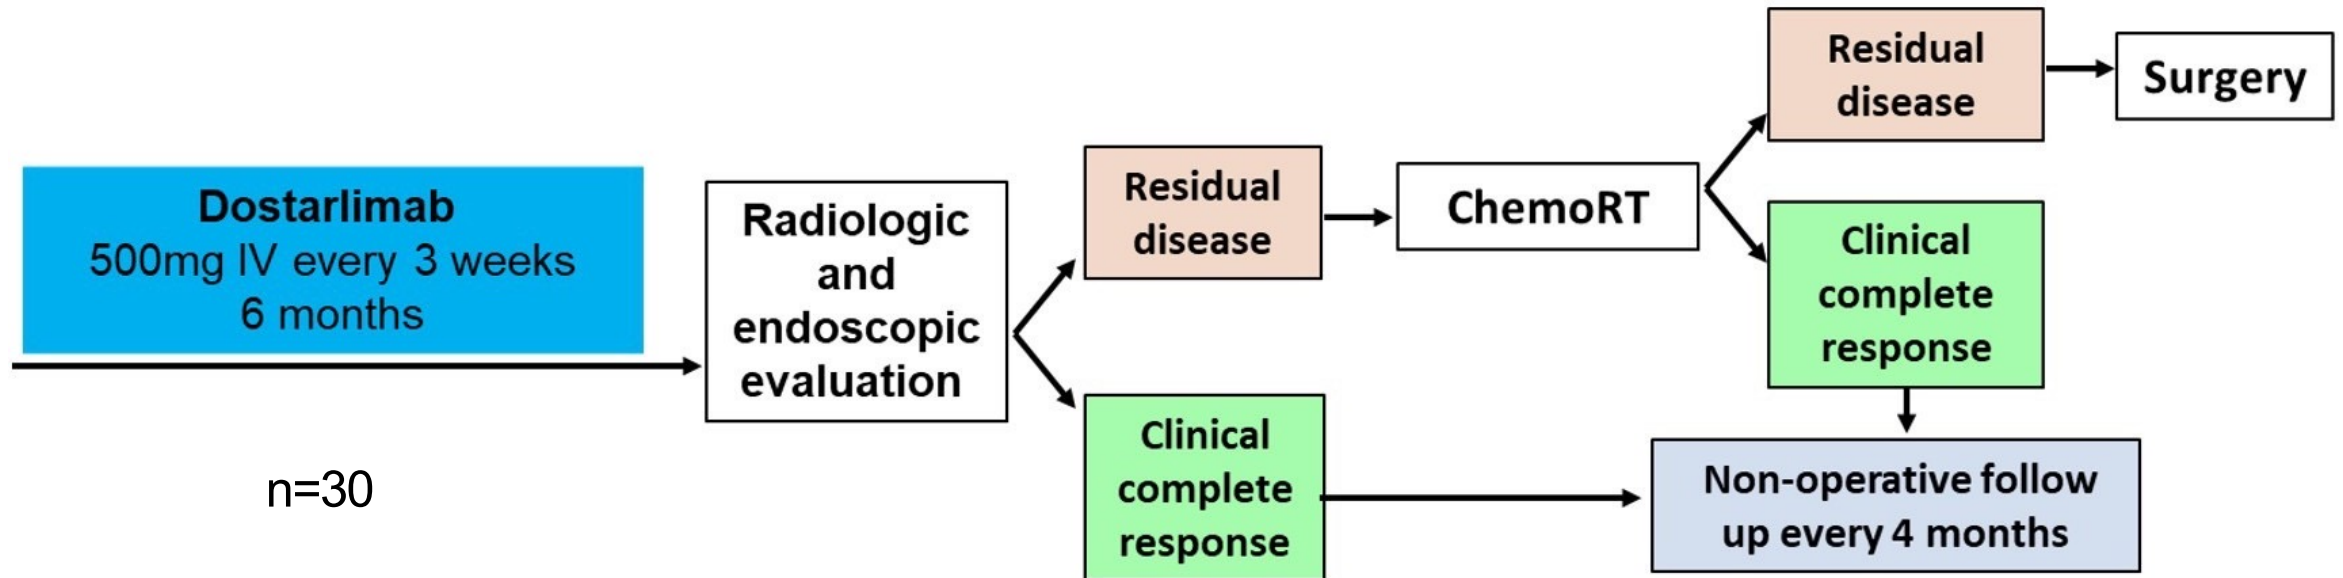 Dostarlimab
500mg IV every 3 weeks
6 months
n=30
Radiologic
and
endoscopic
evaluation
Residual
disease
ChemoRT
Residual
disease
Surgery
Clinical
complete
response
Clinical
complete
response
Non-operative follow
up every 4 months